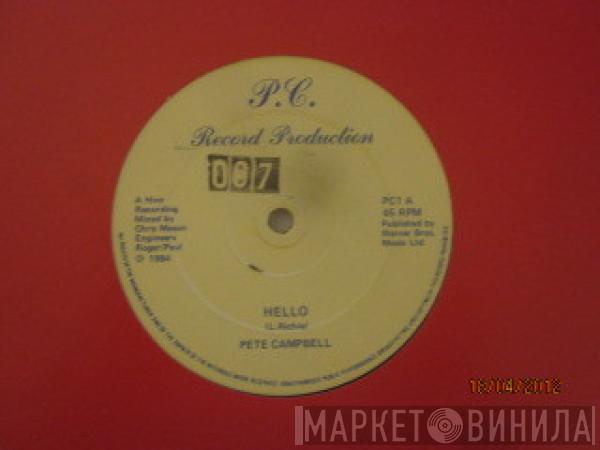 P.C.
Record Production
007
A Hive
Recording
Mixed by
Chris Mason
Engineers
Roger/Paul
℗ 1984
PC1 A
45 RPM
Published by
Warner Bros.
Music Ltd
HELLO
(L.Richie)
PETE CAMPBELL
18/04/2012
МАРКЕТ ВИНИЛА